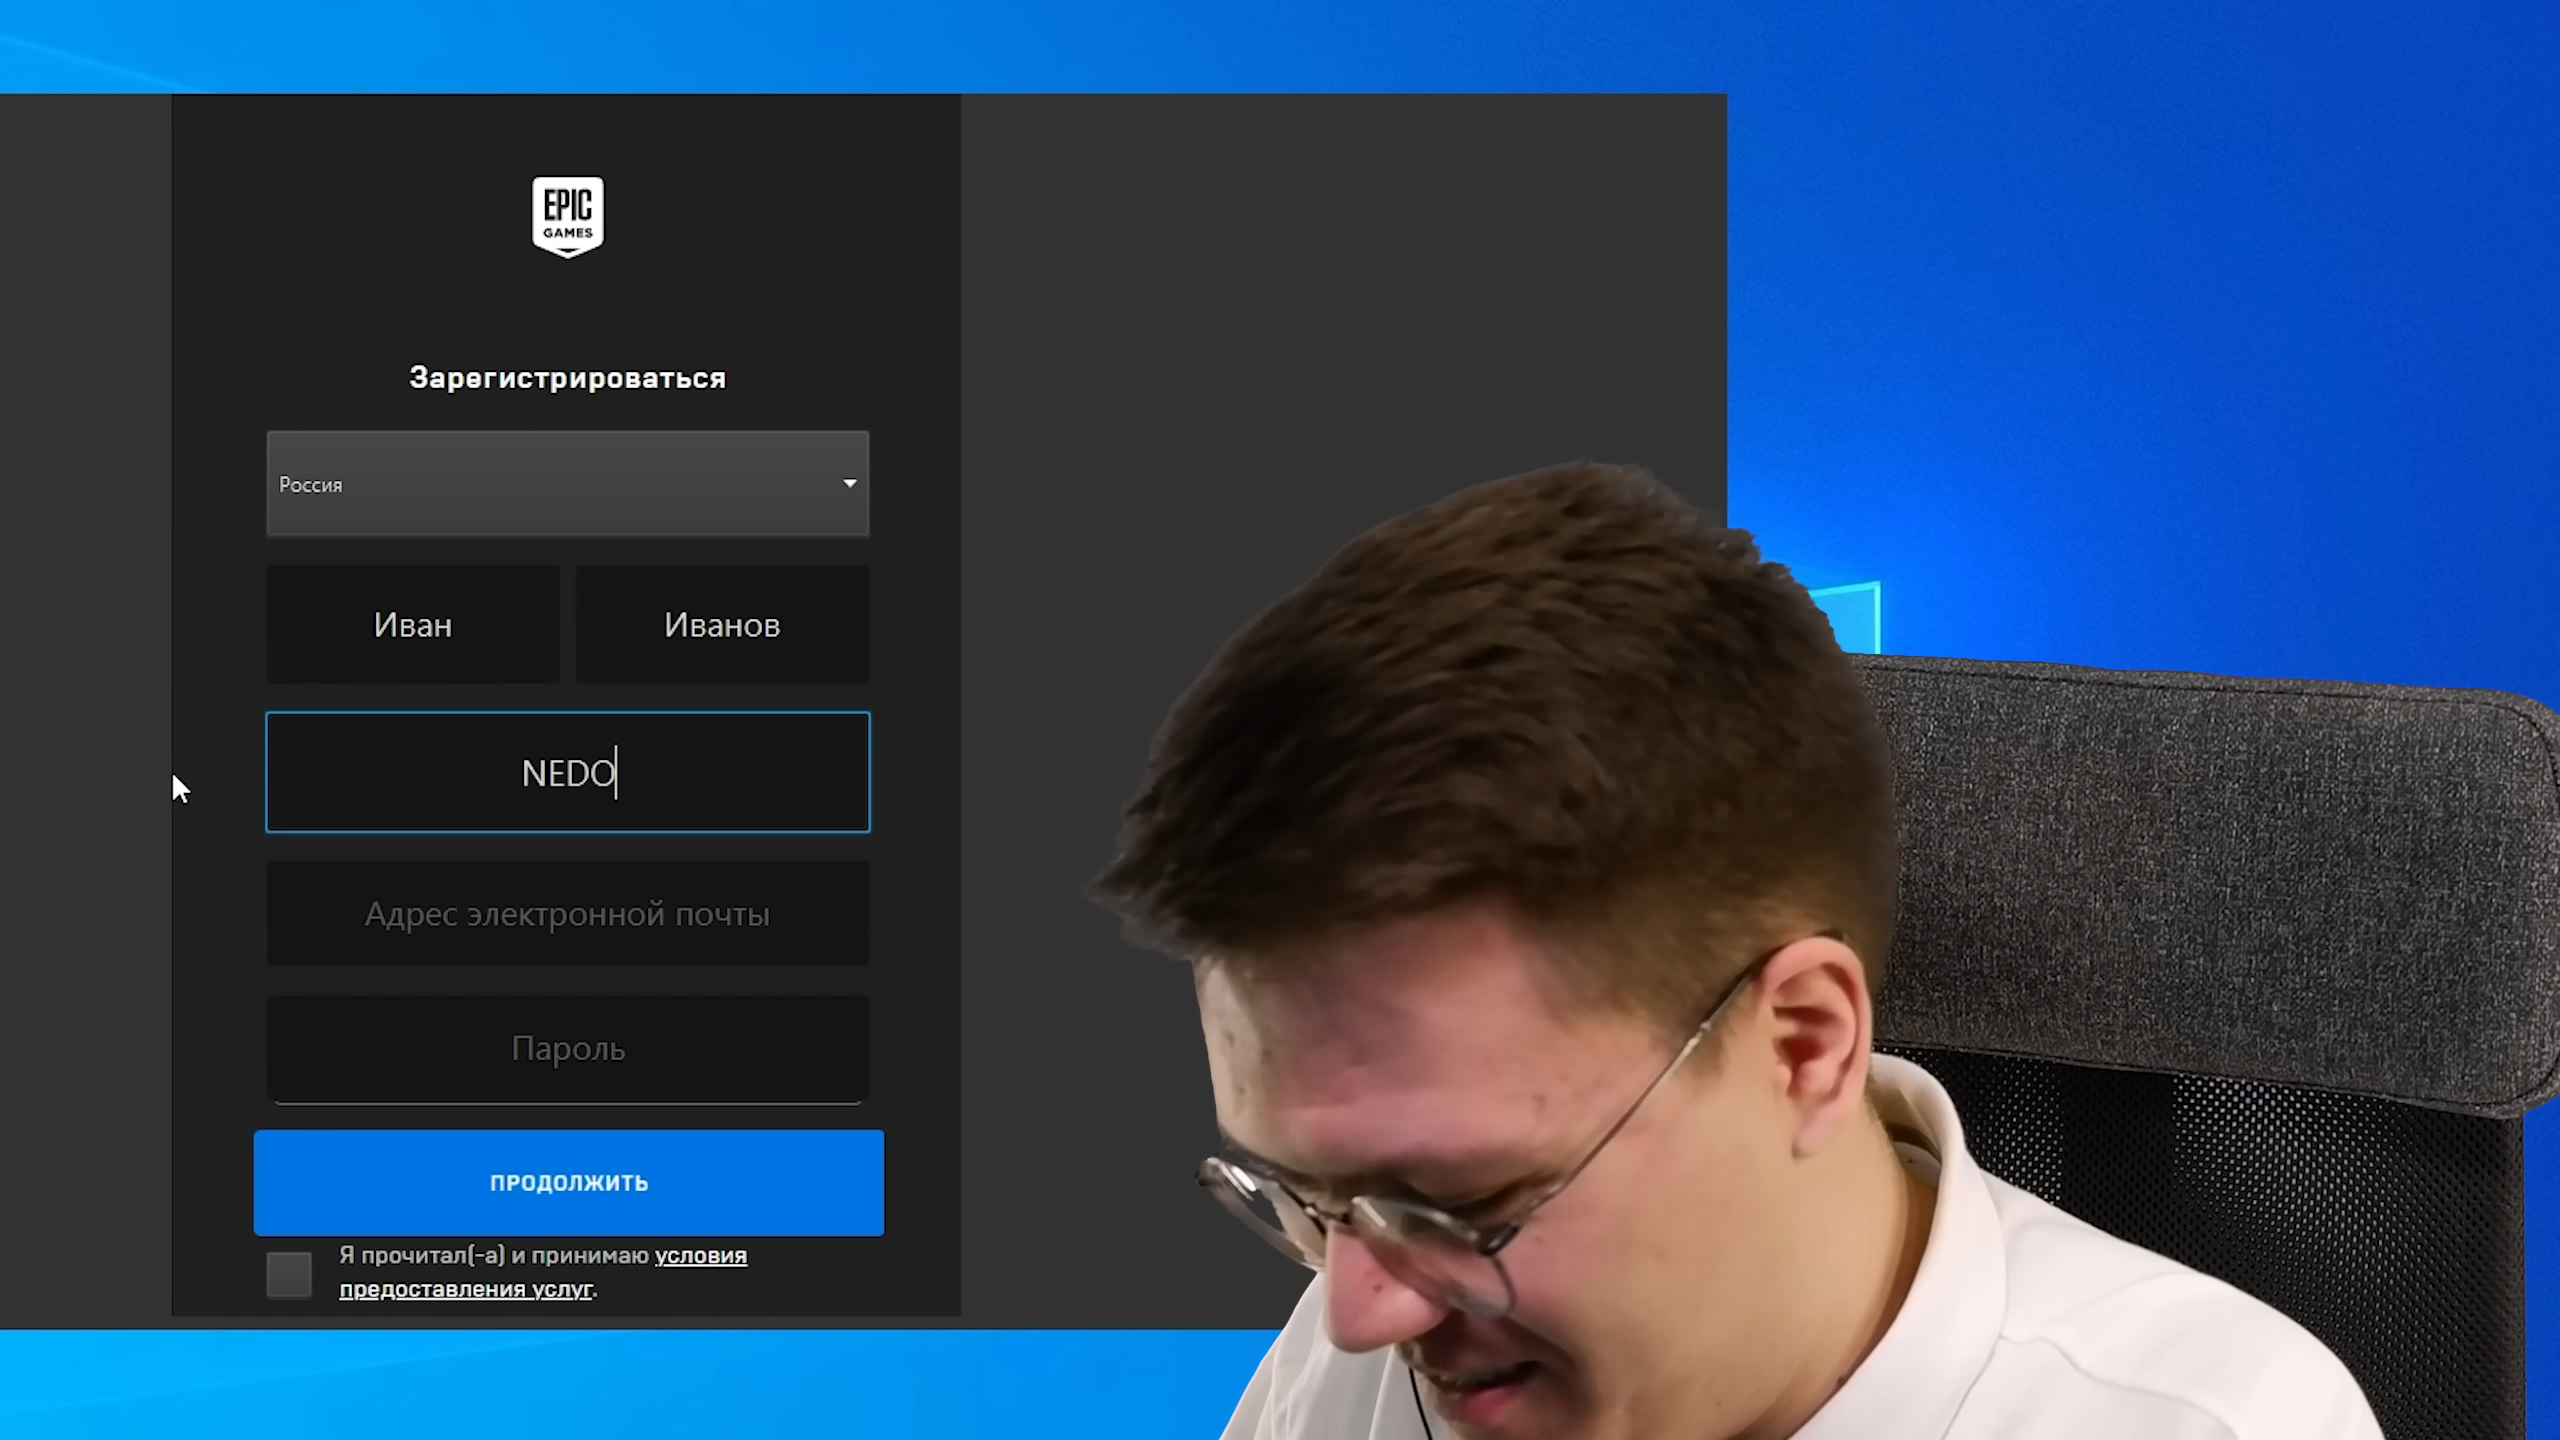 EPIC
GAMES
Зарегистрироваться
Россия
Иван
Иванов
NEDO
Адрес электронной почты
Пароль
ПРОДОЛЖИТЬ
Я прочитал(-а) и принимаю условия
предоставления услуг.